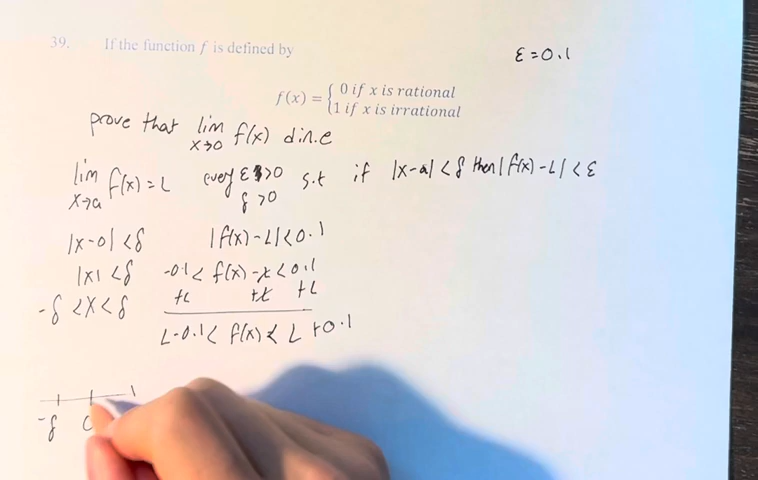 39. If the function f is defined by
ε = 0.1
f(x) = { 0 if x is rational
1 if x is irrational
prove that lim f(x) d.n.e
x→0
lim f(x) = L every ε > 0 s.t if |x-a| < δ then |f(x) - L| < ε
x→a δ > 0
|x-0| < δ |f(x)-L| < 0.1
|x| < δ -0.1 < f(x) - L < 0.1
+L +L +L
-δ < x < δ
L-0.1 < f(x) < L+0.1
-δ 0